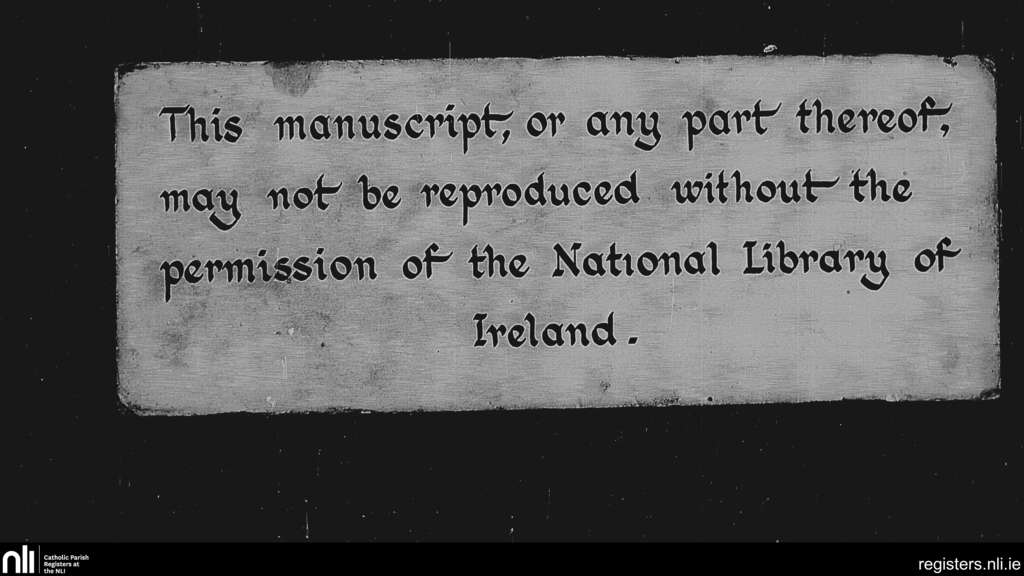 This manuscript, or any part thereof,
may not be reproduced without the
permission of the National Library of
Ireland.
nli
Catholic Parish
Registers at
the NLI
registers.nli.ie